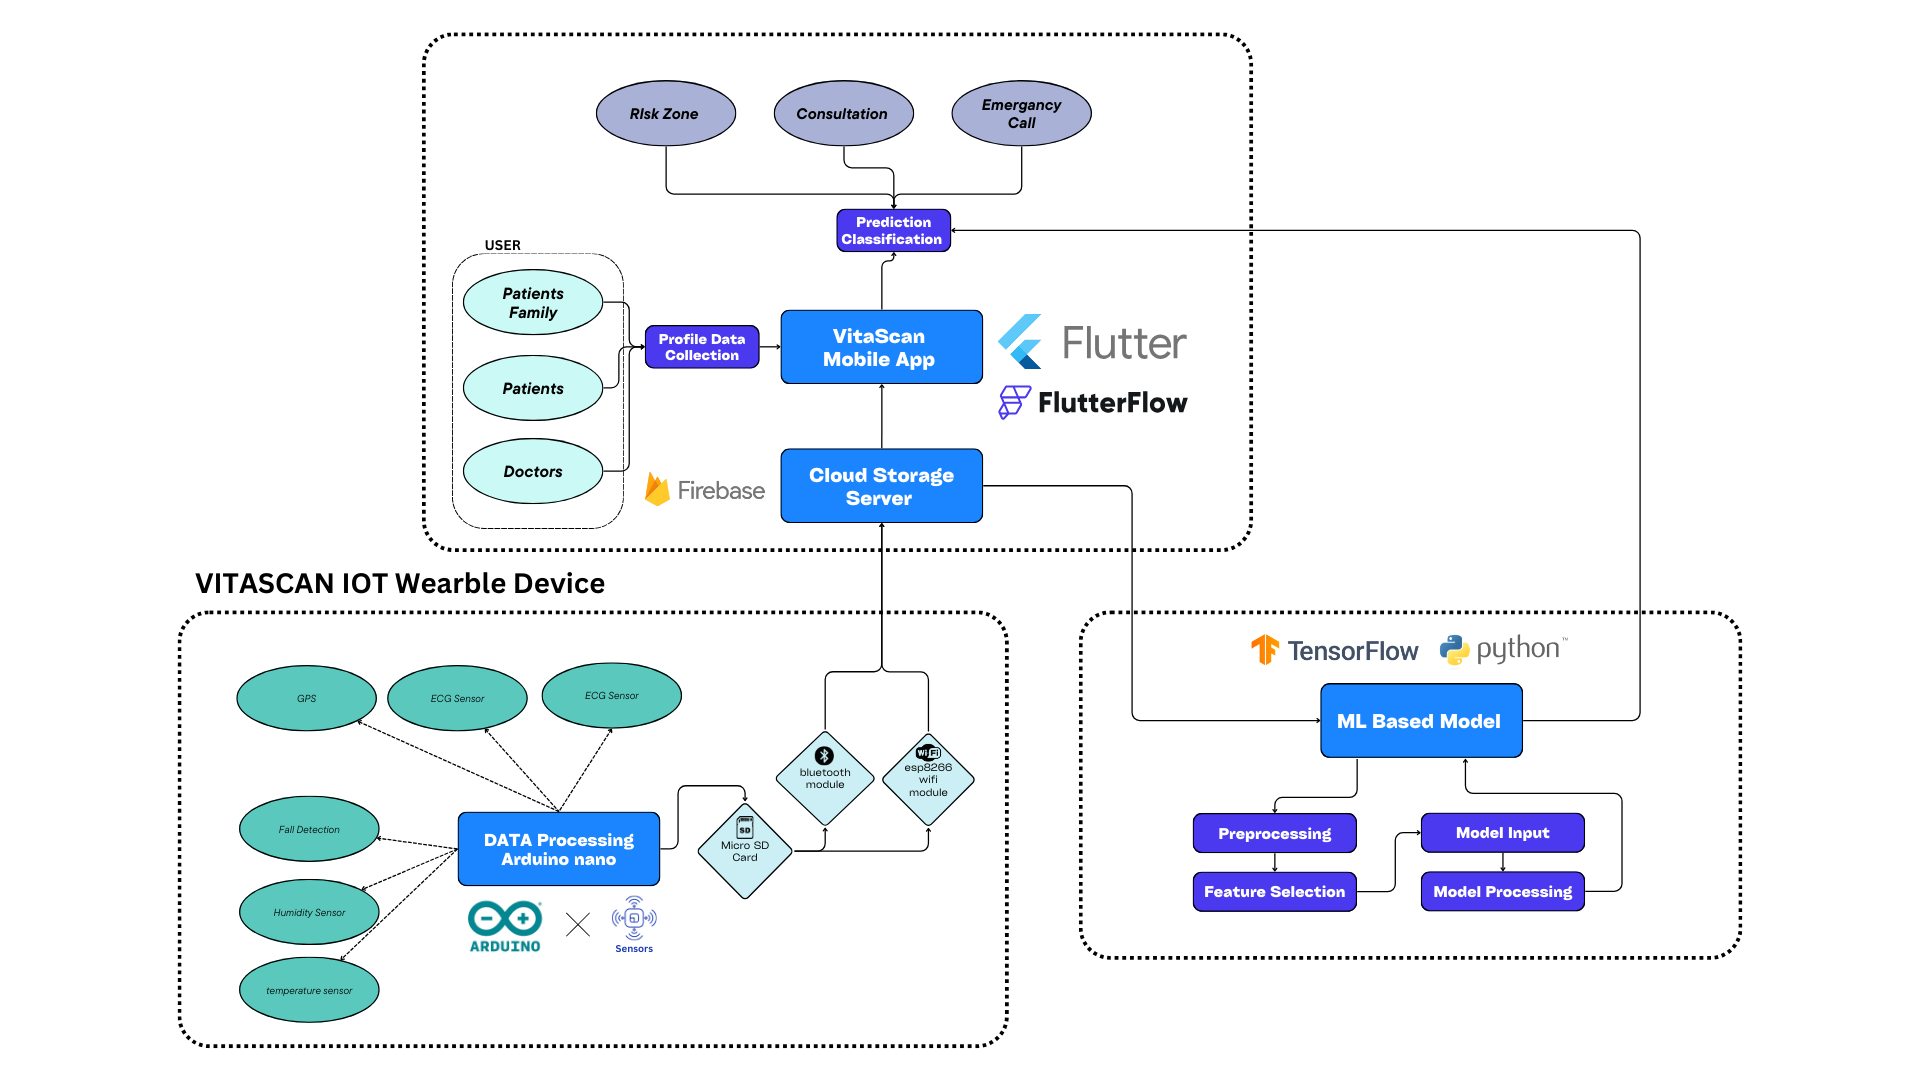 RIsk Zone
Consultation
Emergancy
Call
Prediction
Classification
USER
Patients
Family
Patients
Doctors
Profile Data
Collection
VitaScan
Mobile App
Flutter
FlutterFlow
Firebase
Cloud Storage
Server
VITASCAN IOT Wearble Device
GPS
ECG Sensor
ECG Sensor
Fall Detection
Humidity Sensor
temperature sensor
DATA Processing
Arduino nano
ARDUINO
Sensors
SD
Micro SD
Card
bluetooth
module
WiFi
esp8266
wifi
module
TensorFlow
python™
ML Based Model
Preprocessing
Feature Selection
Model Input
Model Processing